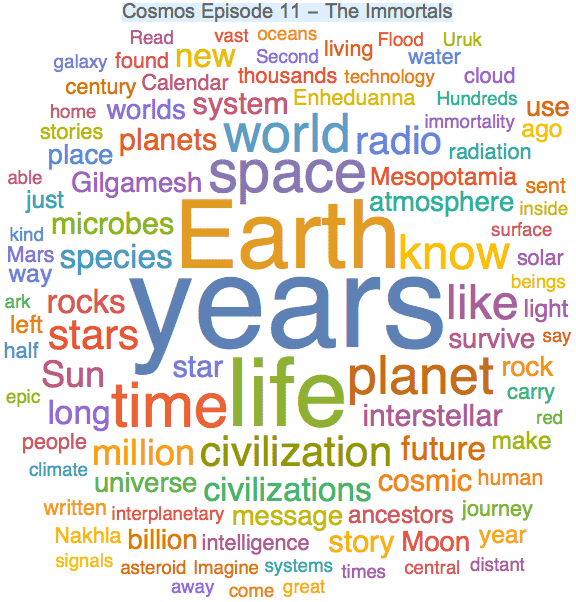 Cosmos Episode 11 – The Immortals
Read vast oceans Flood Uruk
galaxy found new Second living water
century Calendar thousands technology cloud
home worlds system Enheduanna Hundreds use
stories planets world radio immortality ago
place space radiation
able Gilgamesh Mesopotamia sent
just atmosphere inside
kind microbes Earth know surface
Mars species solar
way years beings
ark rocks like light
left stars survive say
half star planet rock
Sun life carry
epic long time interstellar red
people million civilization future make
climate universe civilizations cosmic human
written interplanetary message ancestors journey
Nakhla billion intelligence story Moon year
signals asteroid Imagine systems times central distant
away come great